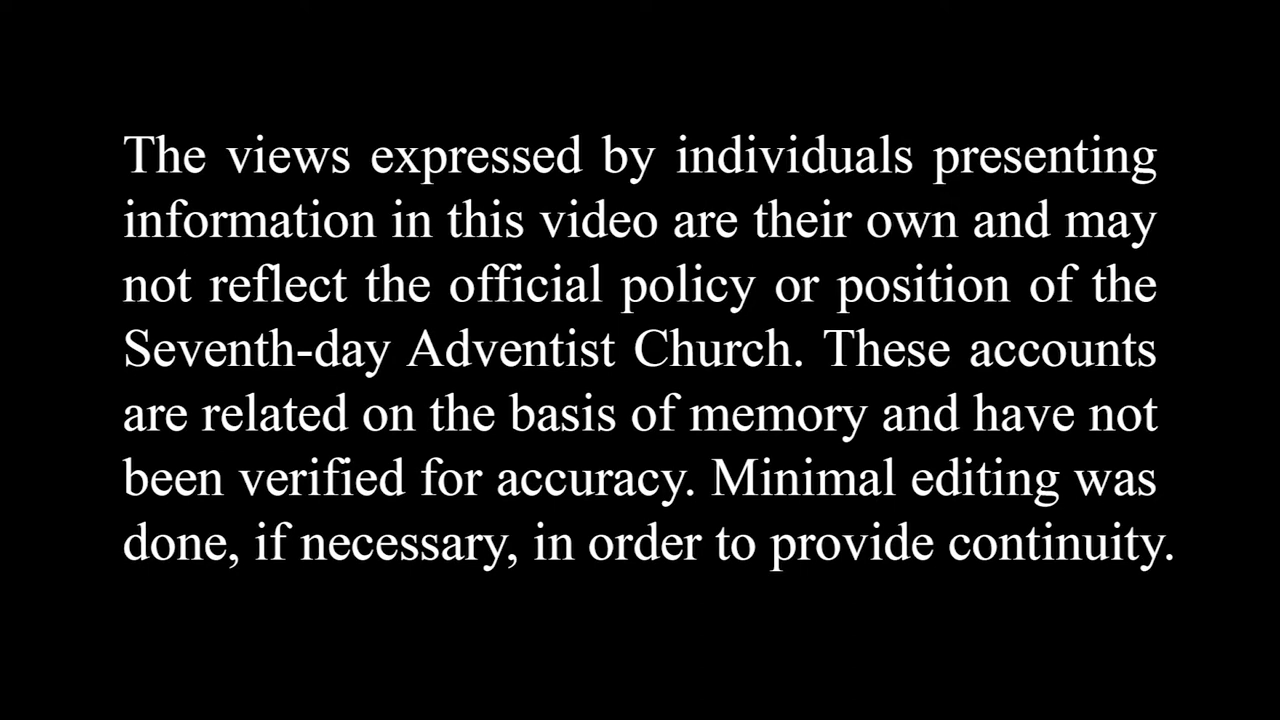 The views expressed by individuals presenting
information in this video are their own and may
not reflect the official policy or position of the
Seventh-day Adventist Church. These accounts
are related on the basis of memory and have not
been verified for accuracy. Minimal editing was
done, if necessary, in order to provide continuity.